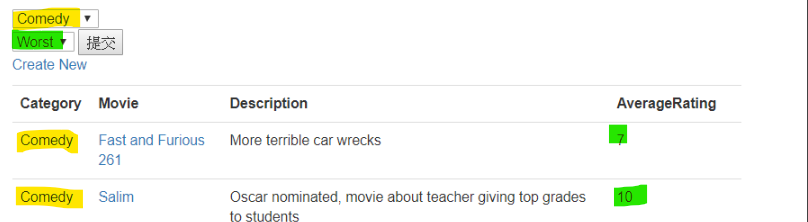 Comedy
Worst 提交
Create New
Category Movie Description AverageRating
Comedy Fast and Furious More terrible car wrecks 7
261
Comedy Salim Oscar nominated, movie about teacher giving top grades 10
to students